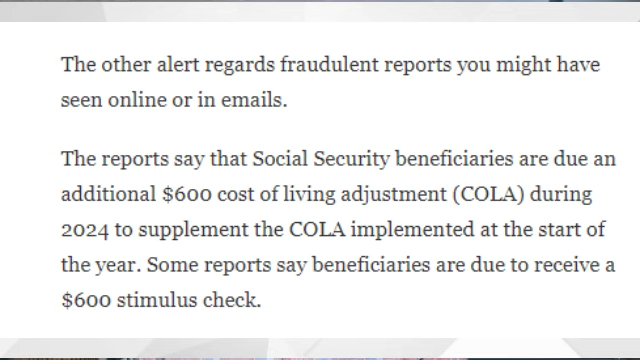 The other alert regards fraudulent reports you might have
seen online or in emails.
The reports say that Social Security beneficiaries are due an
additional $600 cost of living adjustment (COLA) during
2024 to supplement the COLA implemented at the start of
the year. Some reports say beneficiaries are due to receive a
$600 stimulus check.